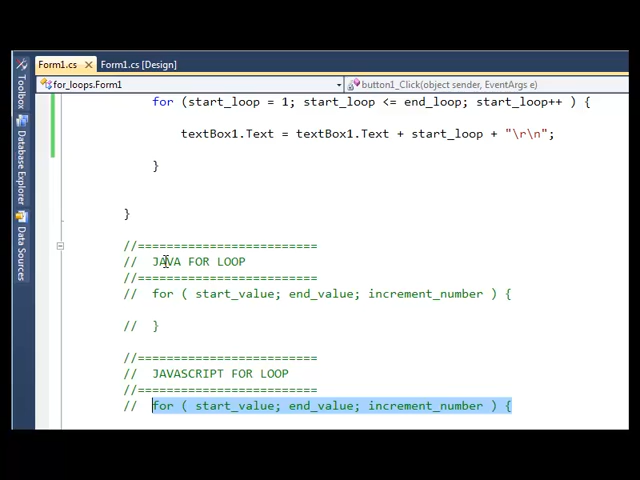 Form1.cs Form1.cs [Design]
for_loops.Form1 button1_Click(object sender, EventArgs e)
Toolbox
Database Explorer
Data Sources
for (start_loop = 1; start_loop <= end_loop; start_loop++ ) {
textBox1.Text = textBox1.Text + start_loop + "\r\n";
}
}
//=========================
// JAVA FOR LOOP
//=========================
// for ( start_value; end_value; increment_number ) {
// }
//=========================
// JAVASCRIPT FOR LOOP
//=========================
// for ( start_value; end_value; increment_number ) {